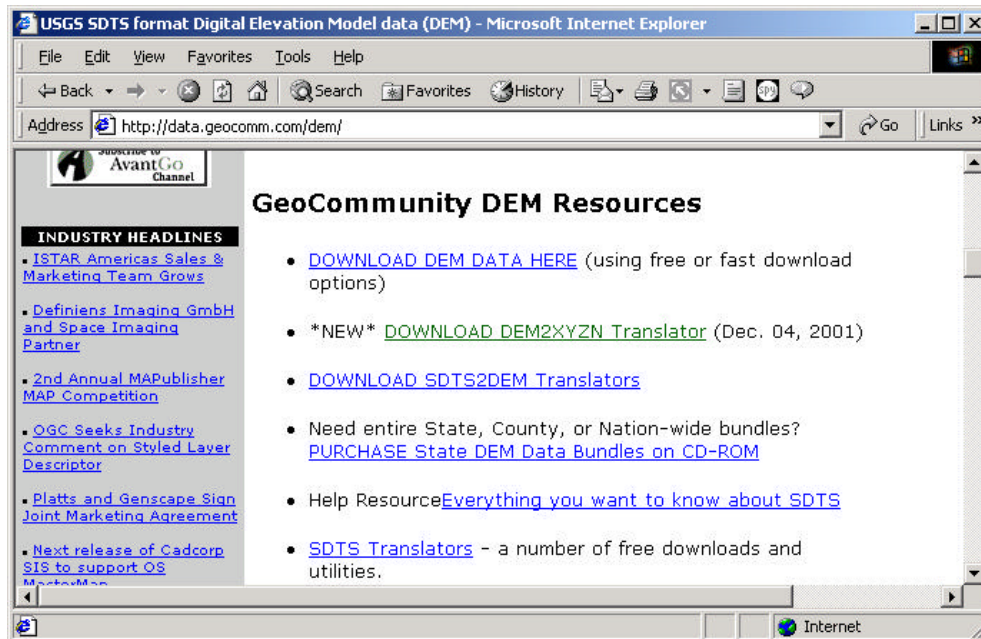 USGS SDTS format Digital Elevation Model data (DEM) - Microsoft Internet Explorer
File Edit View Favorites Tools Help
Back Search Favorites History
Address http://data.geocomm.com/dem/ Go Links »
Subscribe to
AvantGo
Channel
INDUSTRY HEADLINES
ISTAR Americas Sales &
Marketing Team Grows
Definiens Imaging GmbH
and Space Imaging
Partner
2nd Annual MAPublisher
MAP Competition
OGC Seeks Industry
Comment on Styled Layer
Descriptor
Platts and Genscape Sign
Joint Marketing Agreement
Next release of Cadcorp
SIS to support OS
MasterMap
GeoCommunity DEM Resources
• DOWNLOAD DEM DATA HERE (using free or fast download
options)
• *NEW* DOWNLOAD DEM2XYZN Translator (Dec. 04, 2001)
• DOWNLOAD SDTS2DEM Translators
• Need entire State, County, or Nation-wide bundles?
PURCHASE State DEM Data Bundles on CD-ROM
• Help ResourceEverything you want to know about SDTS
• SDTS Translators - a number of free downloads and
utilities.
Internet